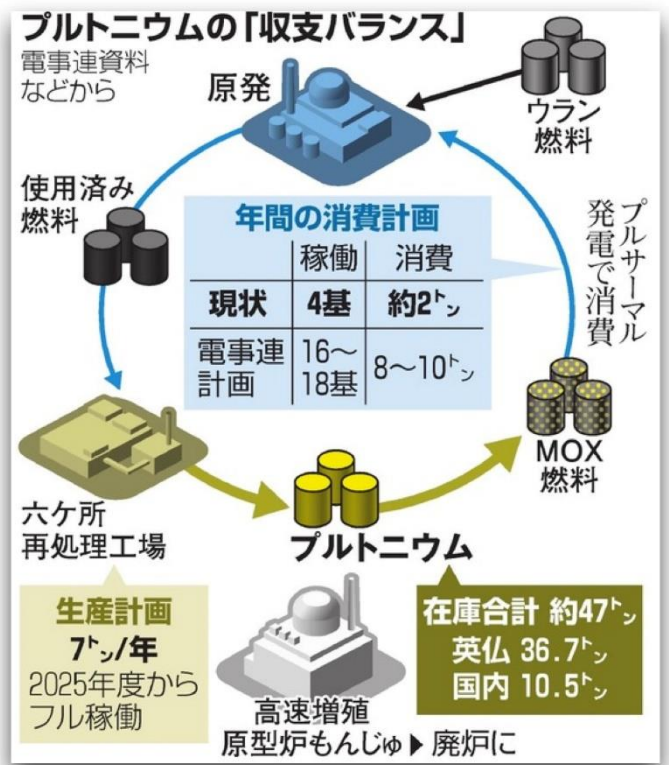 プルトニウムの「収支バランス」
電事連資料
などから
原発
ウラン
燃料
使用済み
燃料
年間の消費計画
稼働 消費
現状 4基 約2トン
電事連 16〜
計画 18基 8〜10トン
プルサーマル
発電で消費
MOX
燃料
六ケ所
再処理工場
プルトニウム
生産計画
7トン/年
2025年度から
フル稼働
在庫合計 約47トン
英仏 36.7トン
国内 10.5トン
高速増殖
原型炉もんじゅ▶廃炉に